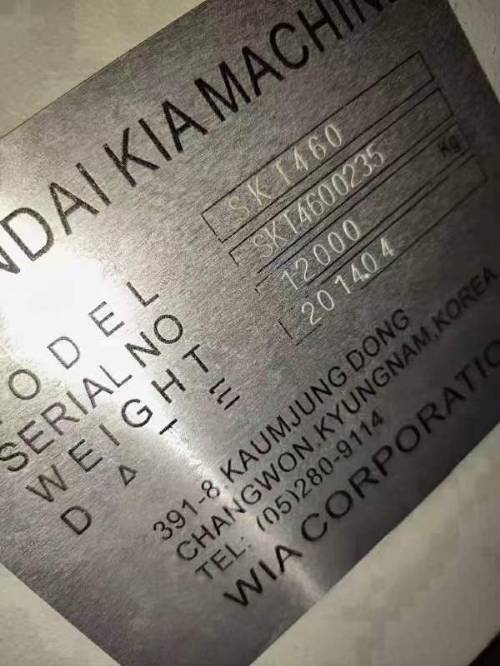 NDAI KIA MACHIN
ODEL SKT460
SERIAL NO SKT4600235
WEIGHT 12000 Kg
DATE 201404
391-8, KAUMJUNG DONG
CHANGWON, KYUNGNAM, KOREA
TEL: (05)280-9114
WIA CORPORATIO